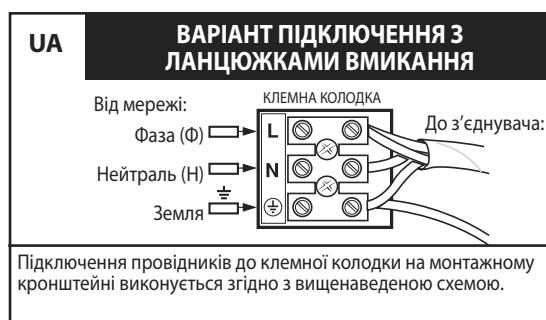 UA
ВАРІАНТ ПІДКЛЮЧЕННЯ З
ЛАНЦЮЖКАМИ ВМИКАННЯ
Від мережі:
КЛЕМНА КОЛОДКА
Фаза (Ф)
L
До з’єднувача:
Нейтраль (Н)
N
Земля
Підключення провідників до клемної колодки на монтажному
кронштейні виконується згідно з вищенаведеною схемою.